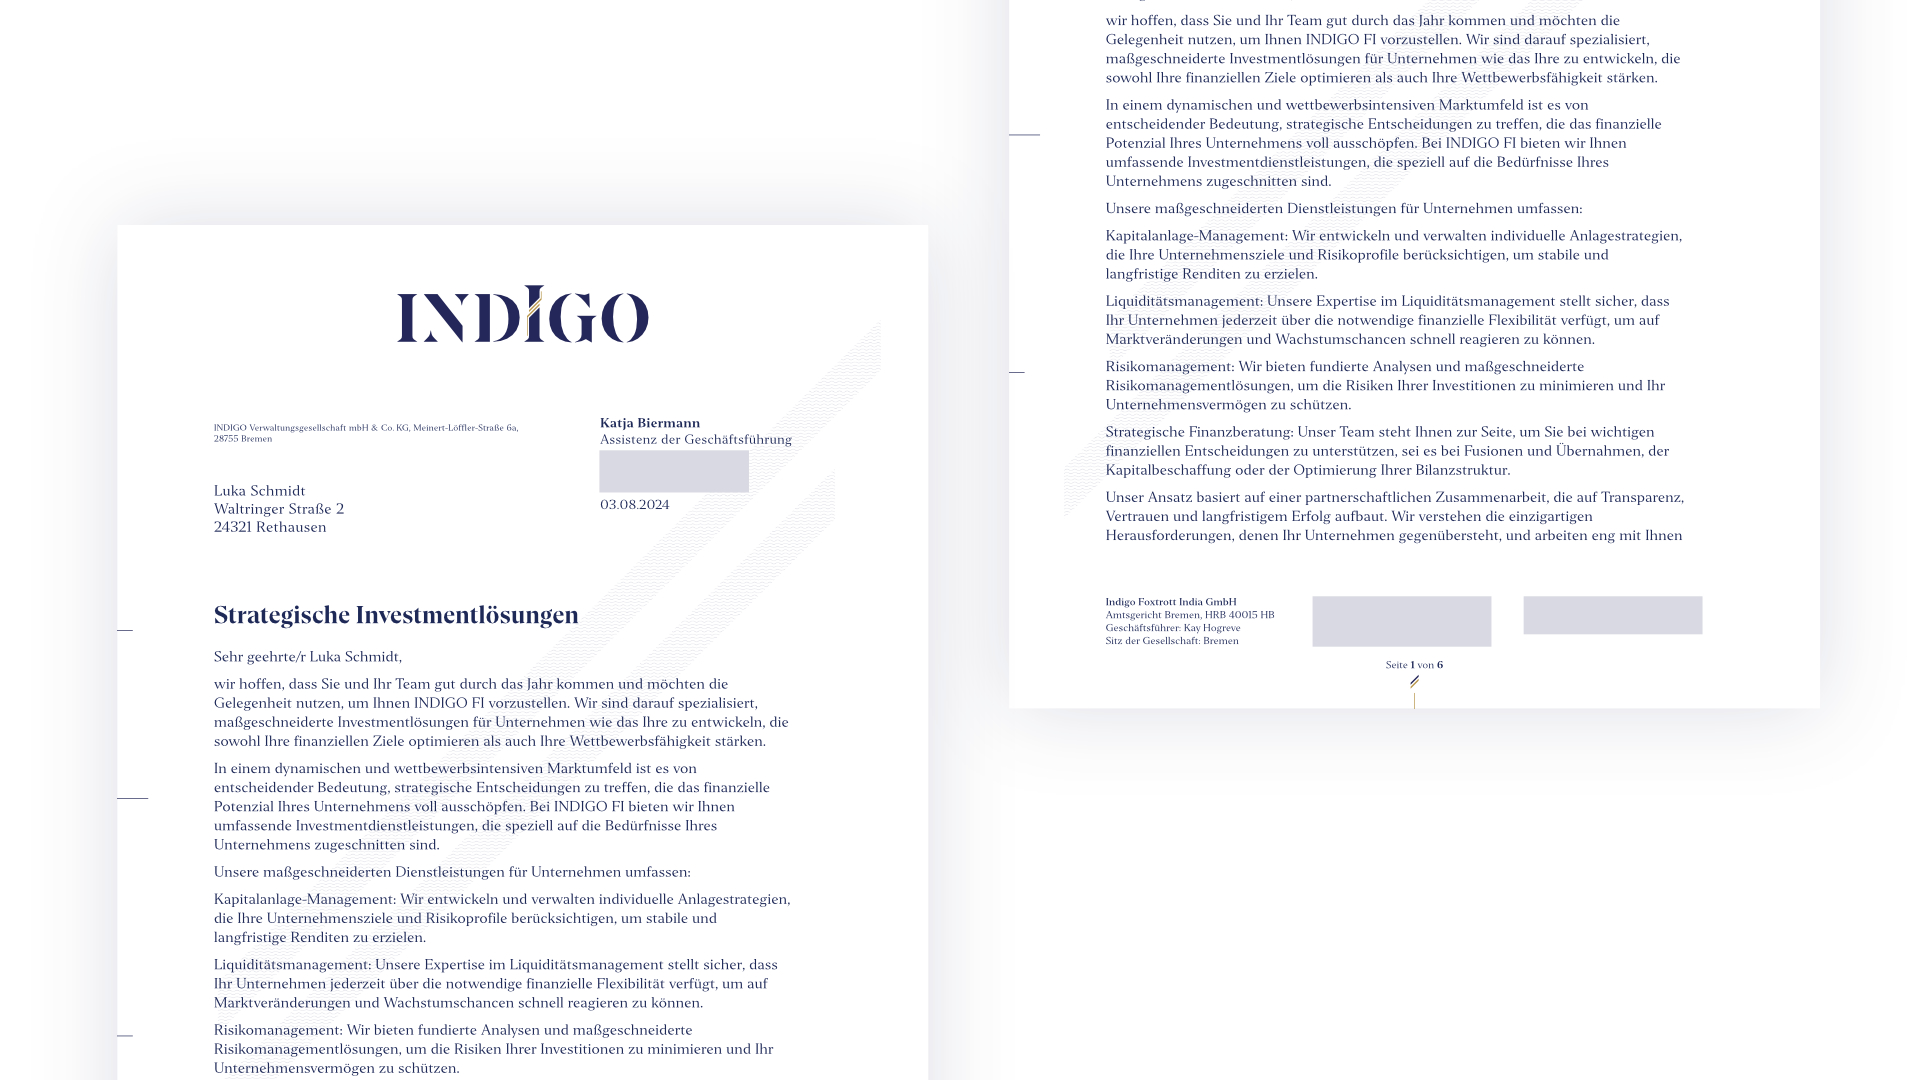 INDIGO
INDIGO Verwaltungsgesellschaft mbH & Co. KG, Meinert-Löffler-Straße 6a,
28755 Bremen
Katja Biermann
Assistenz der Geschäftsführung
03.08.2024
Luka Schmidt
Waltringer Straße 2
24321 Rethausen
Strategische Investmentlösungen
Sehr geehrte/r Luka Schmidt,
wir hoffen, dass Sie und Ihr Team gut durch das Jahr kommen und möchten die
Gelegenheit nutzen, um Ihnen INDIGO FI vorzustellen. Wir sind darauf spezialisiert,
maßgeschneiderte Investmentlösungen für Unternehmen wie das Ihre zu entwickeln, die
sowohl Ihre finanziellen Ziele optimieren als auch Ihre Wettbewerbsfähigkeit stärken.
In einem dynamischen und wettbewerbsintensiven Marktumfeld ist es von
entscheidender Bedeutung, strategische Entscheidungen zu treffen, die das finanzielle
Potenzial Ihres Unternehmens voll ausschöpfen. Bei INDIGO FI bieten wir Ihnen
umfassende Investmentdienstleistungen, die speziell auf die Bedürfnisse Ihres
Unternehmens zugeschnitten sind.
Unsere maßgeschneiderten Dienstleistungen für Unternehmen umfassen:
Kapitalanlage-Management: Wir entwickeln und verwalten individuelle Anlagestrategien,
die Ihre Unternehmensziele und Risikoprofile berücksichtigen, um stabile und
langfristige Renditen zu erzielen.
Liquiditätsmanagement: Unsere Expertise im Liquiditätsmanagement stellt sicher, dass
Ihr Unternehmen jederzeit über die notwendige finanzielle Flexibilität verfügt, um auf
Marktveränderungen und Wachstumschancen schnell reagieren zu können.
Risikomanagement: Wir bieten fundierte Analysen und maßgeschneiderte
Risikomanagementlösungen, um die Risiken Ihrer Investitionen zu minimieren und Ihr
Unternehmensvermögen zu schützen.
wir hoffen, dass Sie und Ihr Team gut durch das Jahr kommen und möchten die
Gelegenheit nutzen, um Ihnen INDIGO FI vorzustellen. Wir sind darauf spezialisiert,
maßgeschneiderte Investmentlösungen für Unternehmen wie das Ihre zu entwickeln, die
sowohl Ihre finanziellen Ziele optimieren als auch Ihre Wettbewerbsfähigkeit stärken.
In einem dynamischen und wettbewerbsintensiven Marktumfeld ist es von
entscheidender Bedeutung, strategische Entscheidungen zu treffen, die das finanzielle
Potenzial Ihres Unternehmens voll ausschöpfen. Bei INDIGO FI bieten wir Ihnen
umfassende Investmentdienstleistungen, die speziell auf die Bedürfnisse Ihres
Unternehmens zugeschnitten sind.
Unsere maßgeschneiderten Dienstleistungen für Unternehmen umfassen:
Kapitalanlage-Management: Wir entwickeln und verwalten individuelle Anlagestrategien,
die Ihre Unternehmensziele und Risikoprofile berücksichtigen, um stabile und
langfristige Renditen zu erzielen.
Liquiditätsmanagement: Unsere Expertise im Liquiditätsmanagement stellt sicher, dass
Ihr Unternehmen jederzeit über die notwendige finanzielle Flexibilität verfügt, um auf
Marktveränderungen und Wachstumschancen schnell reagieren zu können.
Risikomanagement: Wir bieten fundierte Analysen und maßgeschneiderte
Risikomanagementlösungen, um die Risiken Ihrer Investitionen zu minimieren und Ihr
Unternehmensvermögen zu schützen.
Strategische Finanzberatung: Unser Team steht Ihnen zur Seite, um Sie bei wichtigen
finanziellen Entscheidungen zu unterstützen, sei es bei Fusionen und Übernahmen, der
Kapitalbeschaffung oder der Optimierung Ihrer Bilanzstruktur.
Unser Ansatz basiert auf einer partnerschaftlichen Zusammenarbeit, die auf Transparenz,
Vertrauen und langfristigem Erfolg aufbaut. Wir verstehen die einzigartigen
Herausforderungen, denen Ihr Unternehmen gegenübersteht, und arbeiten eng mit Ihnen
Indigo Foxtrott India GmbH
Amtsgericht Bremen, HRB 40015 HB
Geschäftsführer: Kay Hogreve
Sitz der Gesellschaft: Bremen
Seite 1 von 6